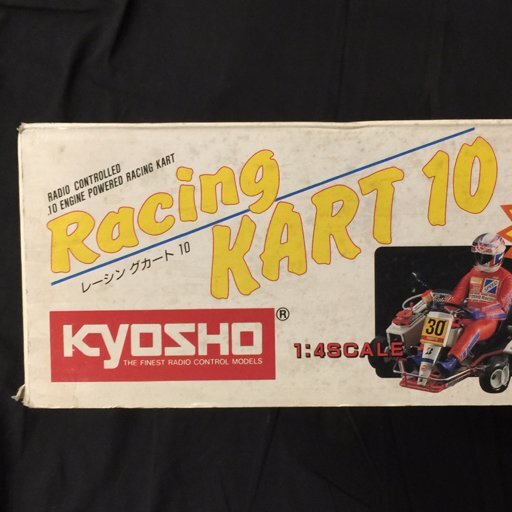 RADIO CONTROLLED
.10 ENGINE POWERED RACING KART
Racing
KART 10
レーシングカート 10
KYOSHO®
THE FINEST RADIO CONTROL MODELS
1:4SCALE
30